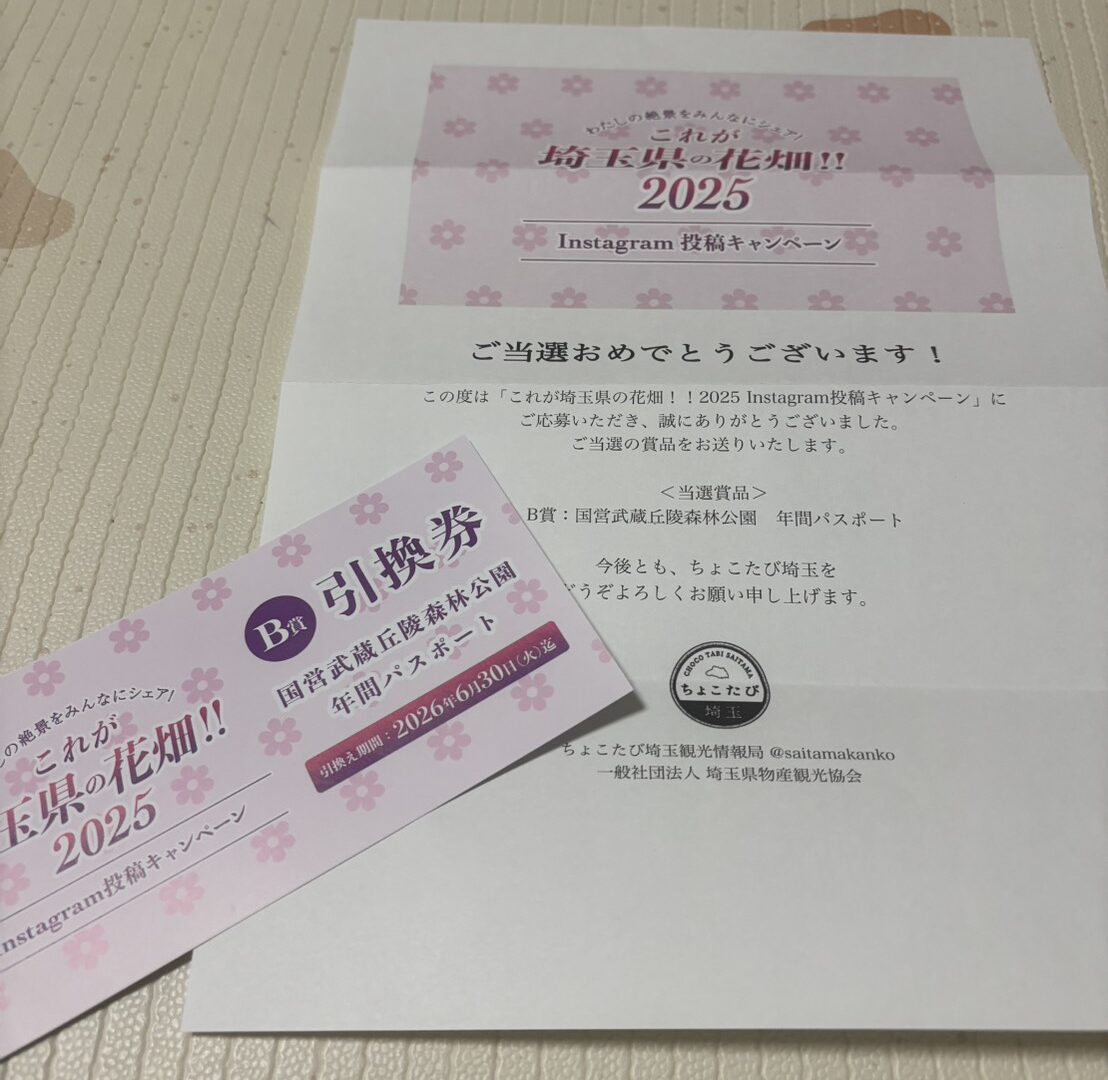 わたしの絶景をみんなにシェア!
これが
埼玉県の花畑!!
2025
Instagram 投稿キャンペーン
ご当選おめでとうございます！
この度は「これが埼玉県の花畑！！2025 Instagram投稿キャンペーン」に
ご応募いただき、誠にありがとうございました。
ご当選の賞品をお送りいたします。
＜当選賞品＞
B賞：国営武蔵丘陵森林公園　年間パスポート
今後とも、ちょこたび埼玉を
どうぞよろしくお願い申し上げます。
CHOCO TABI SAITAMA
ちょこたび
埼玉
ちょこたび埼玉観光情報局 @saitamakanko
一般社団法人 埼玉県物産観光協会
B賞
引換券
国営武蔵丘陵森林公園
年間パスポート
引換え期間：2026年6月30日(火)迄
の絶景をみんなにシェア!
これが
玉県の花畑!!
2025
Instagram投稿キャンペーン